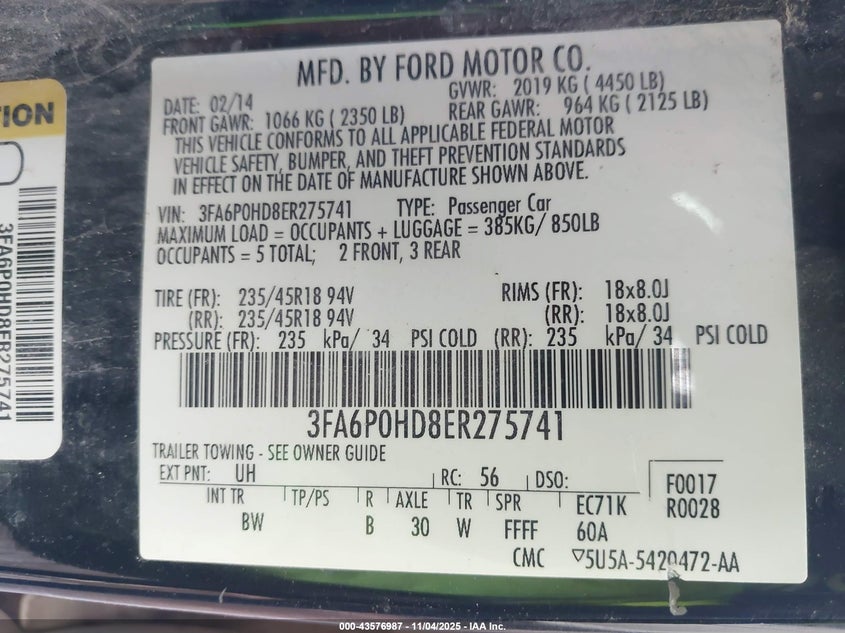 TION
3FA6P0HD8ER275741
MFD. BY FORD MOTOR CO.
DATE: 02/14
GVWR: 2019 KG ( 4450 LB)
FRONT GAWR: 1066 KG ( 2350 LB)
REAR GAWR: 964 KG ( 2125 LB)
THIS VEHICLE CONFORMS TO ALL APPLICABLE FEDERAL MOTOR
VEHICLE SAFETY, BUMPER, AND THEFT PREVENTION STANDARDS
IN EFFECT ON THE DATE OF MANUFACTURE SHOWN ABOVE.
VIN: 3FA6P0HD8ER275741 TYPE: Passenger Car
MAXIMUM LOAD = OCCUPANTS + LUGGAGE = 385KG/ 850LB
OCCUPANTS = 5 TOTAL; 2 FRONT, 3 REAR
TIRE (FR): 235/45R18 94V RIMS (FR): 18x8.0J
(RR): 235/45R18 94V (RR): 18x8.0J
PRESSURE (FR): 235 kPa/ 34 PSI COLD (RR): 235 kPa/ 34 PSI COLD
3FA6P0HD8ER275741
TRAILER TOWING - SEE OWNER GUIDE
EXT PNT: UH RC: 56 DSO:
F0017
R0028
INT TR TP/PS R AXLE TR SPR EC71K
BW B 30 W FFFF 60A
CMC ▽5U5A-5420472-AA
000-43576987 - 11/04/2025 - IAA Inc.